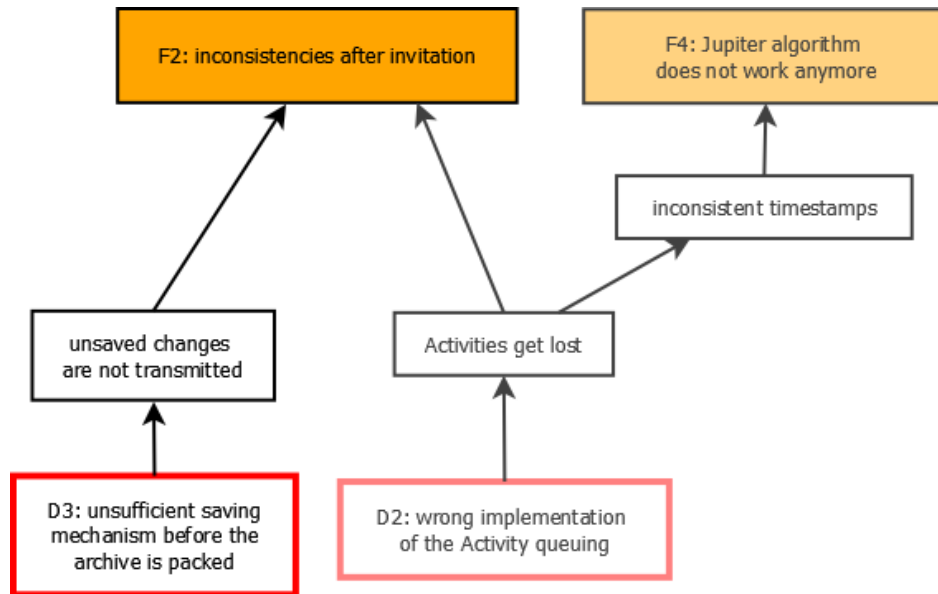 F2: inconsistencies after invitation
F4: Jupiter algorithm
does not work anymore
inconsistent timestamps
unsaved changes
are not transmitted
Activities get lost
D3: unsufficient saving
mechanism before the
archive is packed
D2: wrong implementation
of the Activity queuing